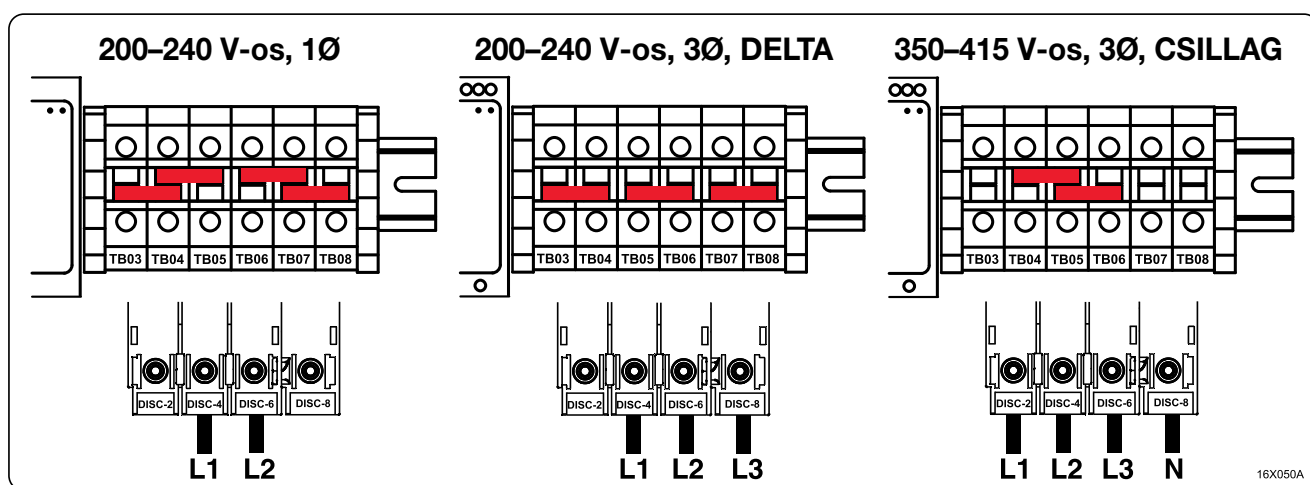 200–240 V-os, 1Ø
TB03 TB04 TB05 TB06 TB07 TB08
DISC-2 DISC-4 DISC-6 DISC-8
L1 L2
200–240 V-os, 3Ø, DELTA
TB03 TB04 TB05 TB06 TB07 TB08
DISC-2 DISC-4 DISC-6 DISC-8
L1 L2 L3
350–415 V-os, 3Ø, CSILLAG
TB03 TB04 TB05 TB06 TB07 TB08
DISC-2 DISC-4 DISC-6 DISC-8
L1 L2 L3 N
16X050A